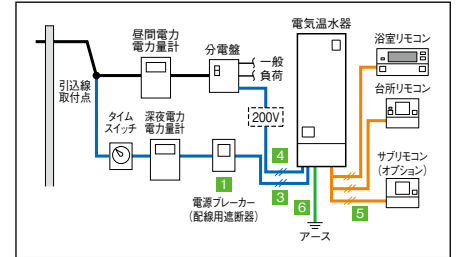 電気温水器
昼間電力
電力量計
分電盤
一般
負荷
浴室リモコン
台所リモコン
引込線
取付点
タイム
スイッチ
深夜電力
電力量計
200V
サブリモコン
(オプション)
1
電源ブレーカー
(配線用遮断器)
4
3
6
5
アース